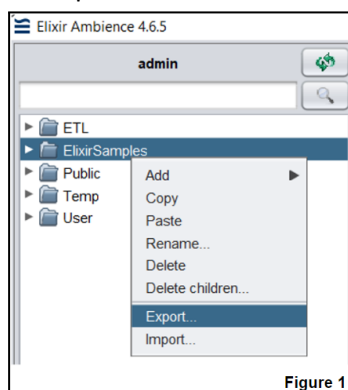 Elixir Ambience 4.6.5
admin
ETL
ElixirSamples
Public
Temp
User
Add
Copy
Paste
Rename...
Delete
Delete children...
Export...
Import...
Figure 1